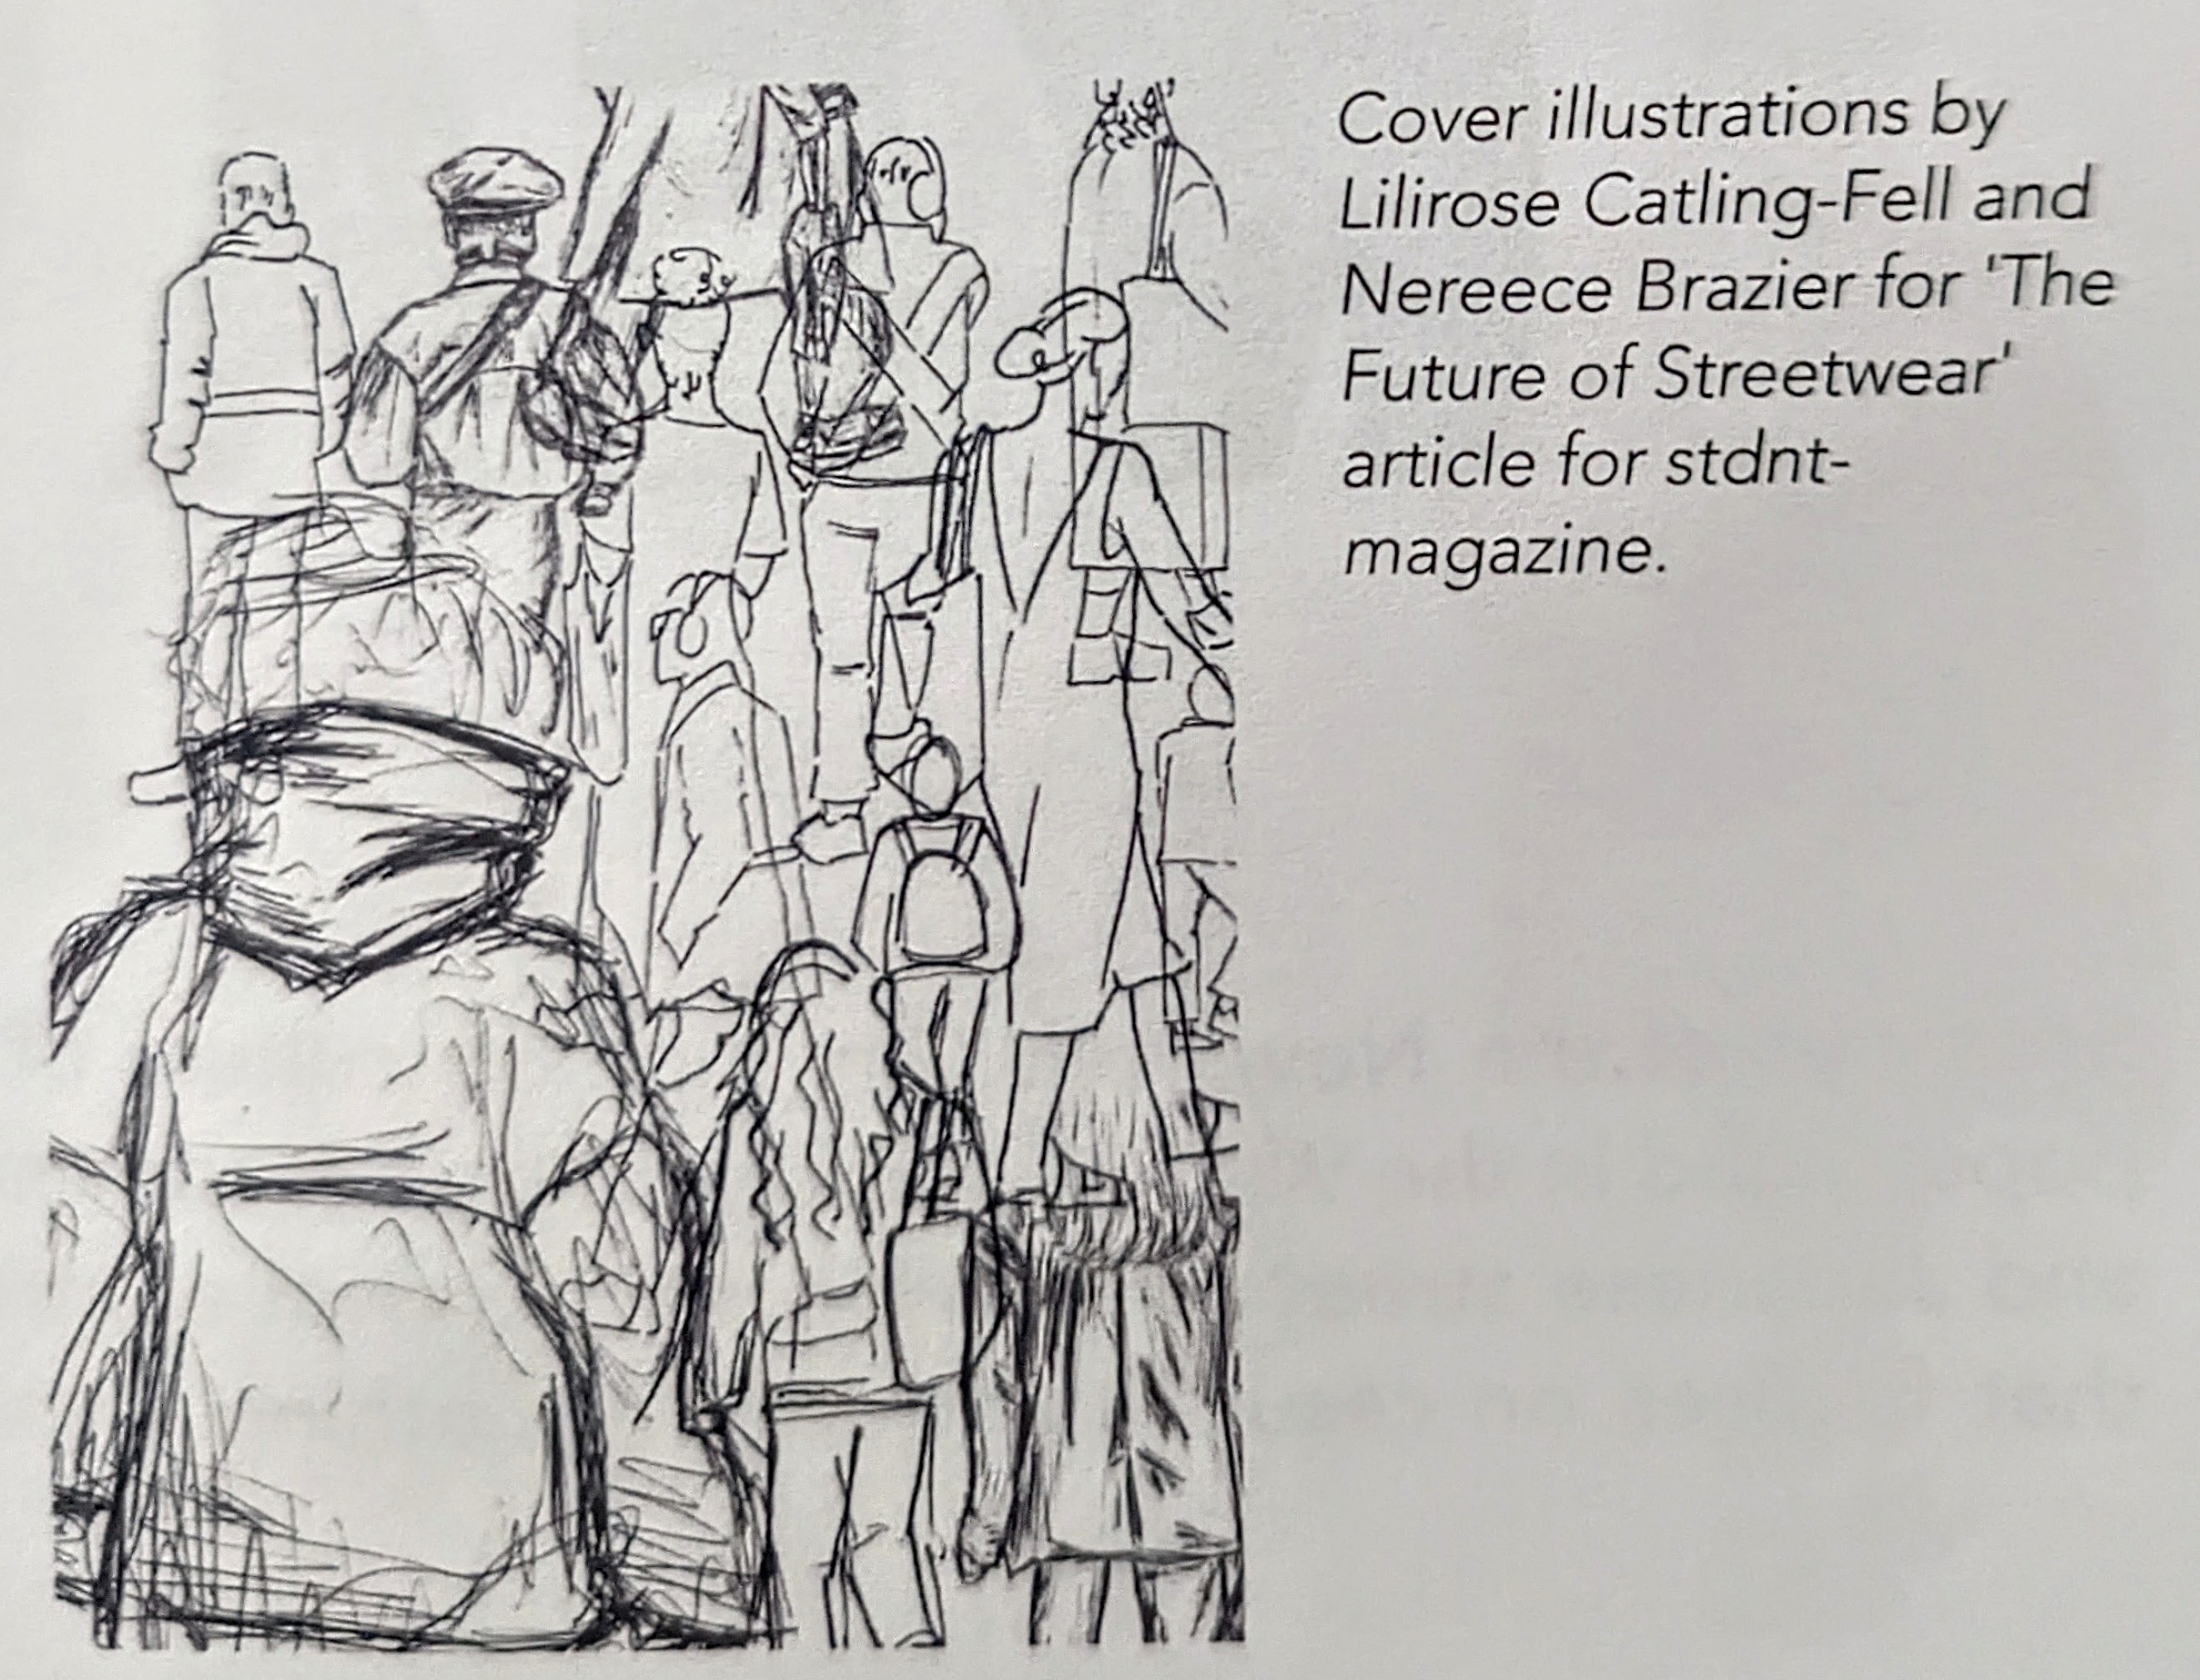 Cover illustrations by
Lilirose Catling-Fell and
Nereece Brazier for 'The
Future of Streetwear'
article for stdnt-
magazine.